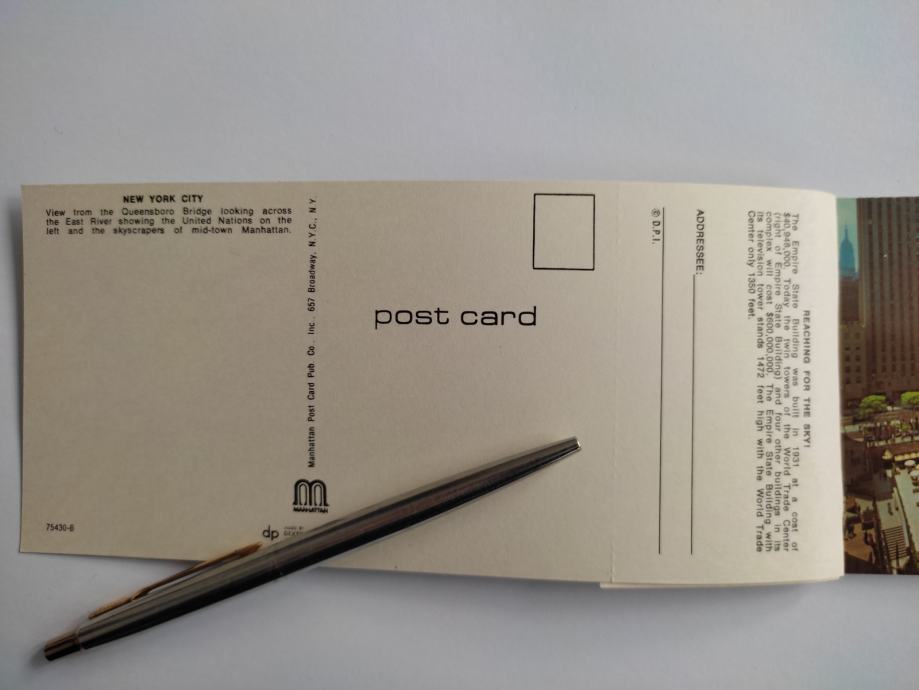 NEW YORK CITY
View from the Queensboro Bridge looking across
the East River showing the United Nations on the
left and the skyscrapers of mid-town Manhattan.
75430-B
Manhattan Post Card Pub. Co., Inc., 657 Broadway, N.Y.C., N.Y.
MANHATTAN
dp
MADE BY
post card
© D.P.I.
ADDRESSEE:
REACHING FOR THE SKY!
The Empire State Building was built in 1931 at a cost of
$40,948,000. Today the twin towers of the World Trade Center
(right of Empire State Building) and four other buildings in its
complex will cost $600,000,000. The Empire State Building with
its television tower stands 1472 feet high with the World Trade
Center only 1350 feet.